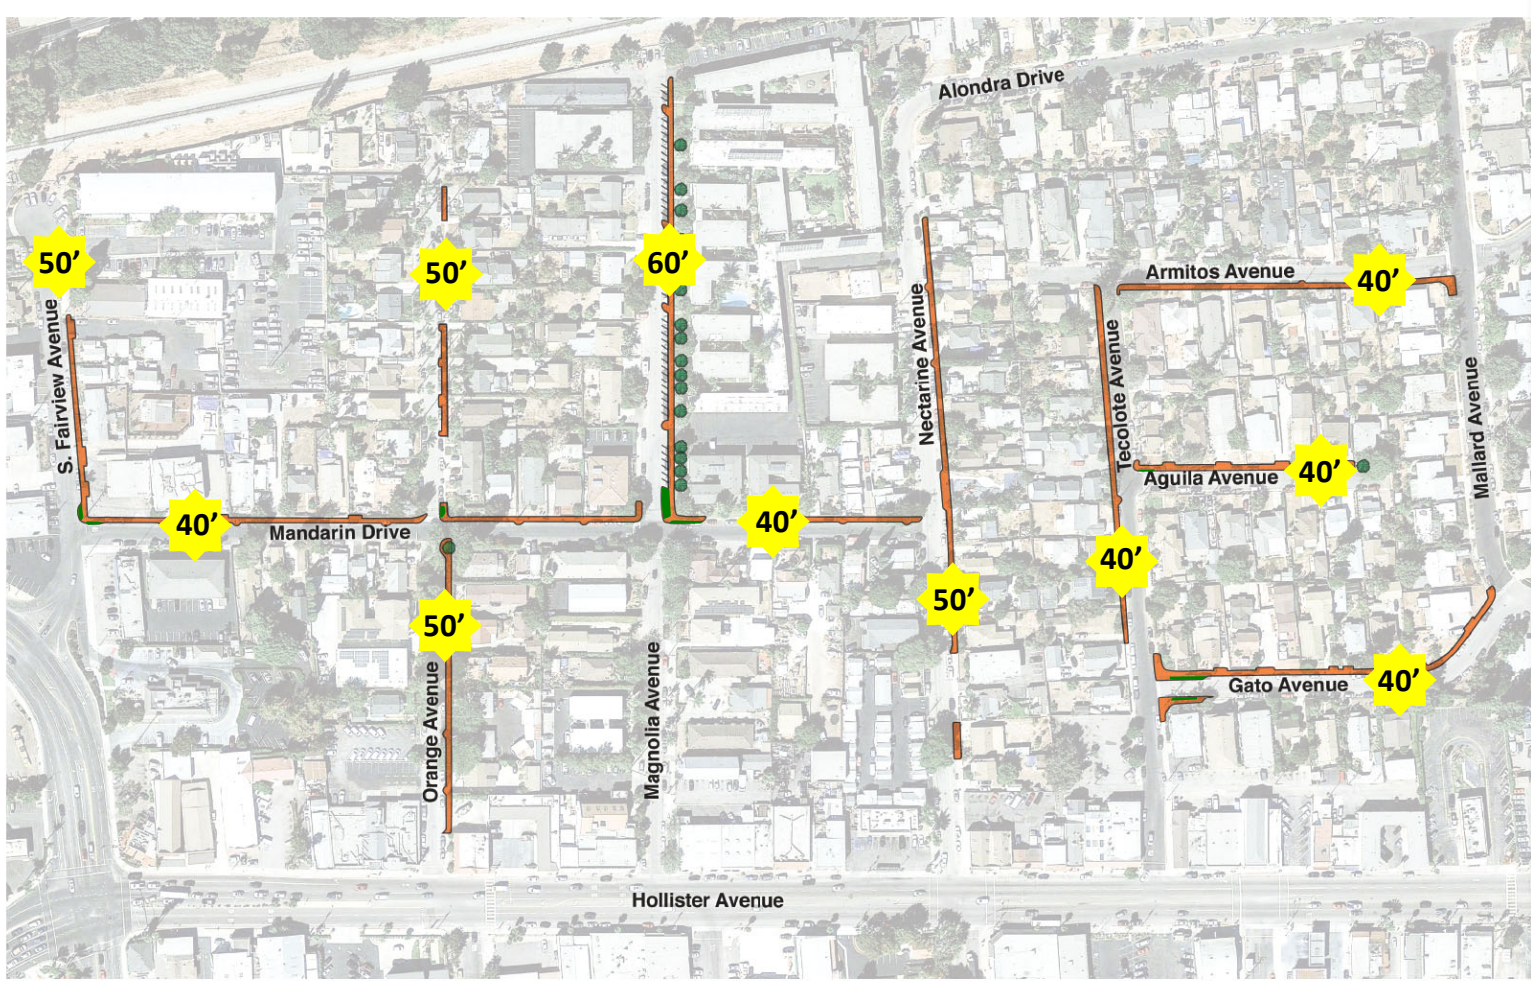 Alondra Drive
50’
50’
60’
Armitos Avenue
40’
S. Fairview Avenue
Nectarine Avenue
Tecolote Avenue
Mallard Avenue
Aguila Avenue
40’
40’
Mandarin Drive
40’
40’
50’
50’
Orange Avenue
Magnolia Avenue
Gato Avenue
40’
Hollister Avenue